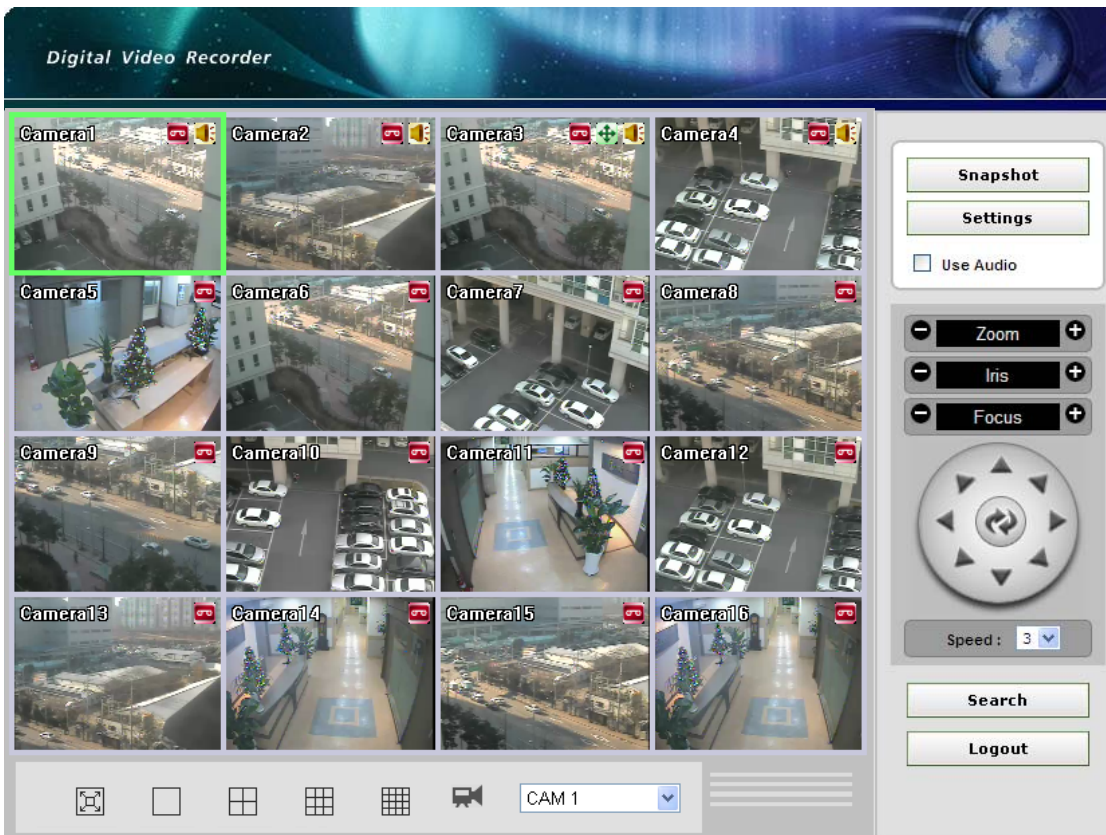 Digital Video Recorder
Camera1
Camera2
Camera3
Camera4
Camera5
Camera6
Camera7
Camera8
Camera9
Camera10
Camera11
Camera12
Camera13
Camera14
Camera15
Camera16
Snapshot
Settings
Use Audio
Zoom
Iris
Focus
Speed : 3
Search
Logout
CAM 1